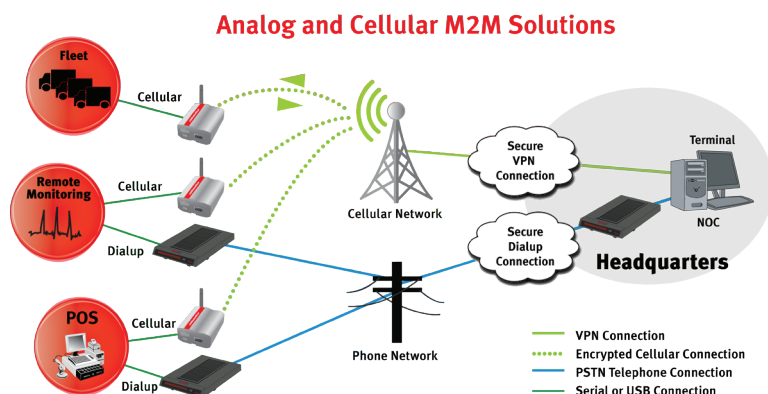 Analog and Cellular M2M Solutions
Fleet
Cellular
Remote
Monitoring
Cellular
Dialup
POS
Cellular
Dialup
Cellular Network
Phone Network
Secure
VPN
Connection
Secure
Dialup
Connection
Terminal
NOC
Headquarters
VPN Connection
Encrypted Cellular Connection
PSTN Telephone Connection
Serial or USB Connection